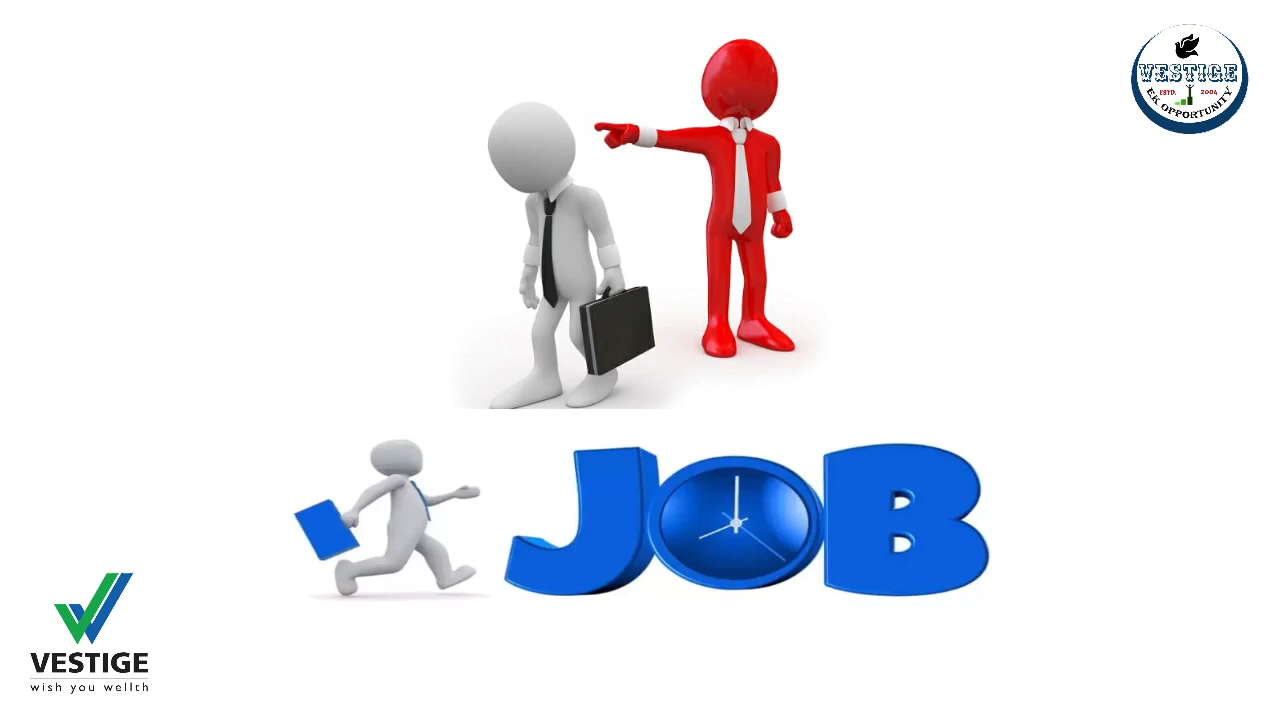 VESTIGE
ESTD. 2004
EK OPPORTUNITY
JOB
VESTIGE
wish you wellth